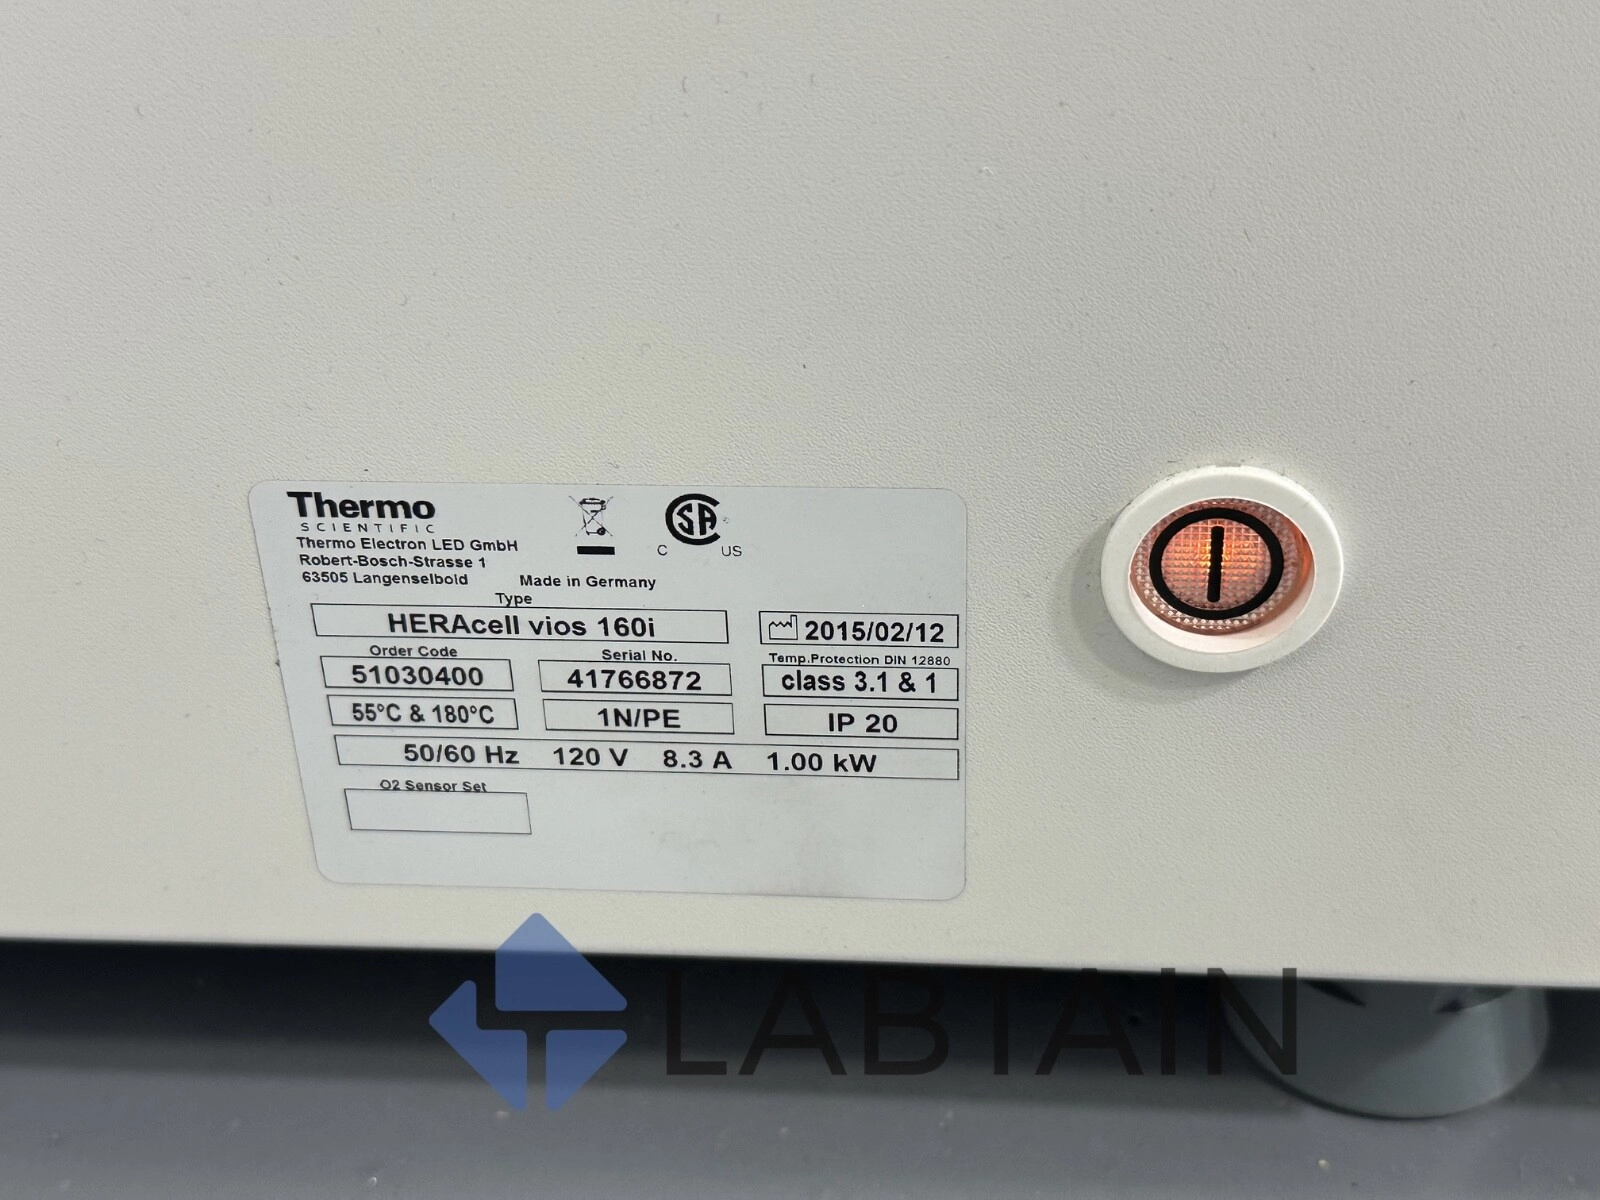 Thermo
SCIENTIFIC
Thermo Electron LED GmbH
Robert-Bosch-Strasse 1
63505 Langenselbold
Made in Germany
C SA US
Type
HERAcell vios 160i
2015/02/12
Order Code
Serial No.
Temp.Protection DIN 12880
51030400
41766872
class 3.1 & 1
55°C & 180°C
1N/PE
IP 20
50/60 Hz 120 V 8.3 A 1.00 kW
O2 Sensor Set
LABTAIN